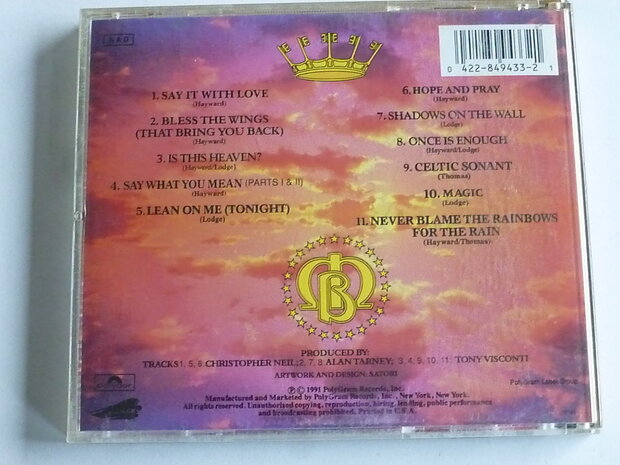 AAD
0 422-849433-2 1
1. SAY IT WITH LOVE
(Hayward)
2. BLESS THE WINGS
(THAT BRING YOU BACK)
(Hayward)
3. IS THIS HEAVEN?
(Hayward/Lodge)
4. SAY WHAT YOU MEAN (PARTS I & II)
(Hayward)
5. LEAN ON ME (TONIGHT)
(Lodge)
6. HOPE AND PRAY
(Hayward)
7. SHADOWS ON THE WALL
(Lodge)
8. ONCE IS ENOUGH
(Hayward/Lodge)
9. CELTIC SONANT
(Thomas)
10. MAGIC
(Lodge)
11. NEVER BLAME THE RAINBOWS
FOR THE RAIN
(Hayward/Thomas)
MB
PRODUCED BY:
TRACKS 1, 5, 6 CHRISTOPHER NEIL; 2, 7, 8 ALAN TARNEY; 3, 4, 9, 10, 11: TONY VISCONTI
ARTWORK AND DESIGN: SATORI
PolyGram Label Group
polydor
℗ © 1991 PolyGram Records, Inc.
Manufactured and Marketed by PolyGram Records, Inc., New York, New York.
All rights reserved. Unauthorised copying, reproduction, hiring, lending, public performance
and broadcasting prohibited. Printed in U.S.A.